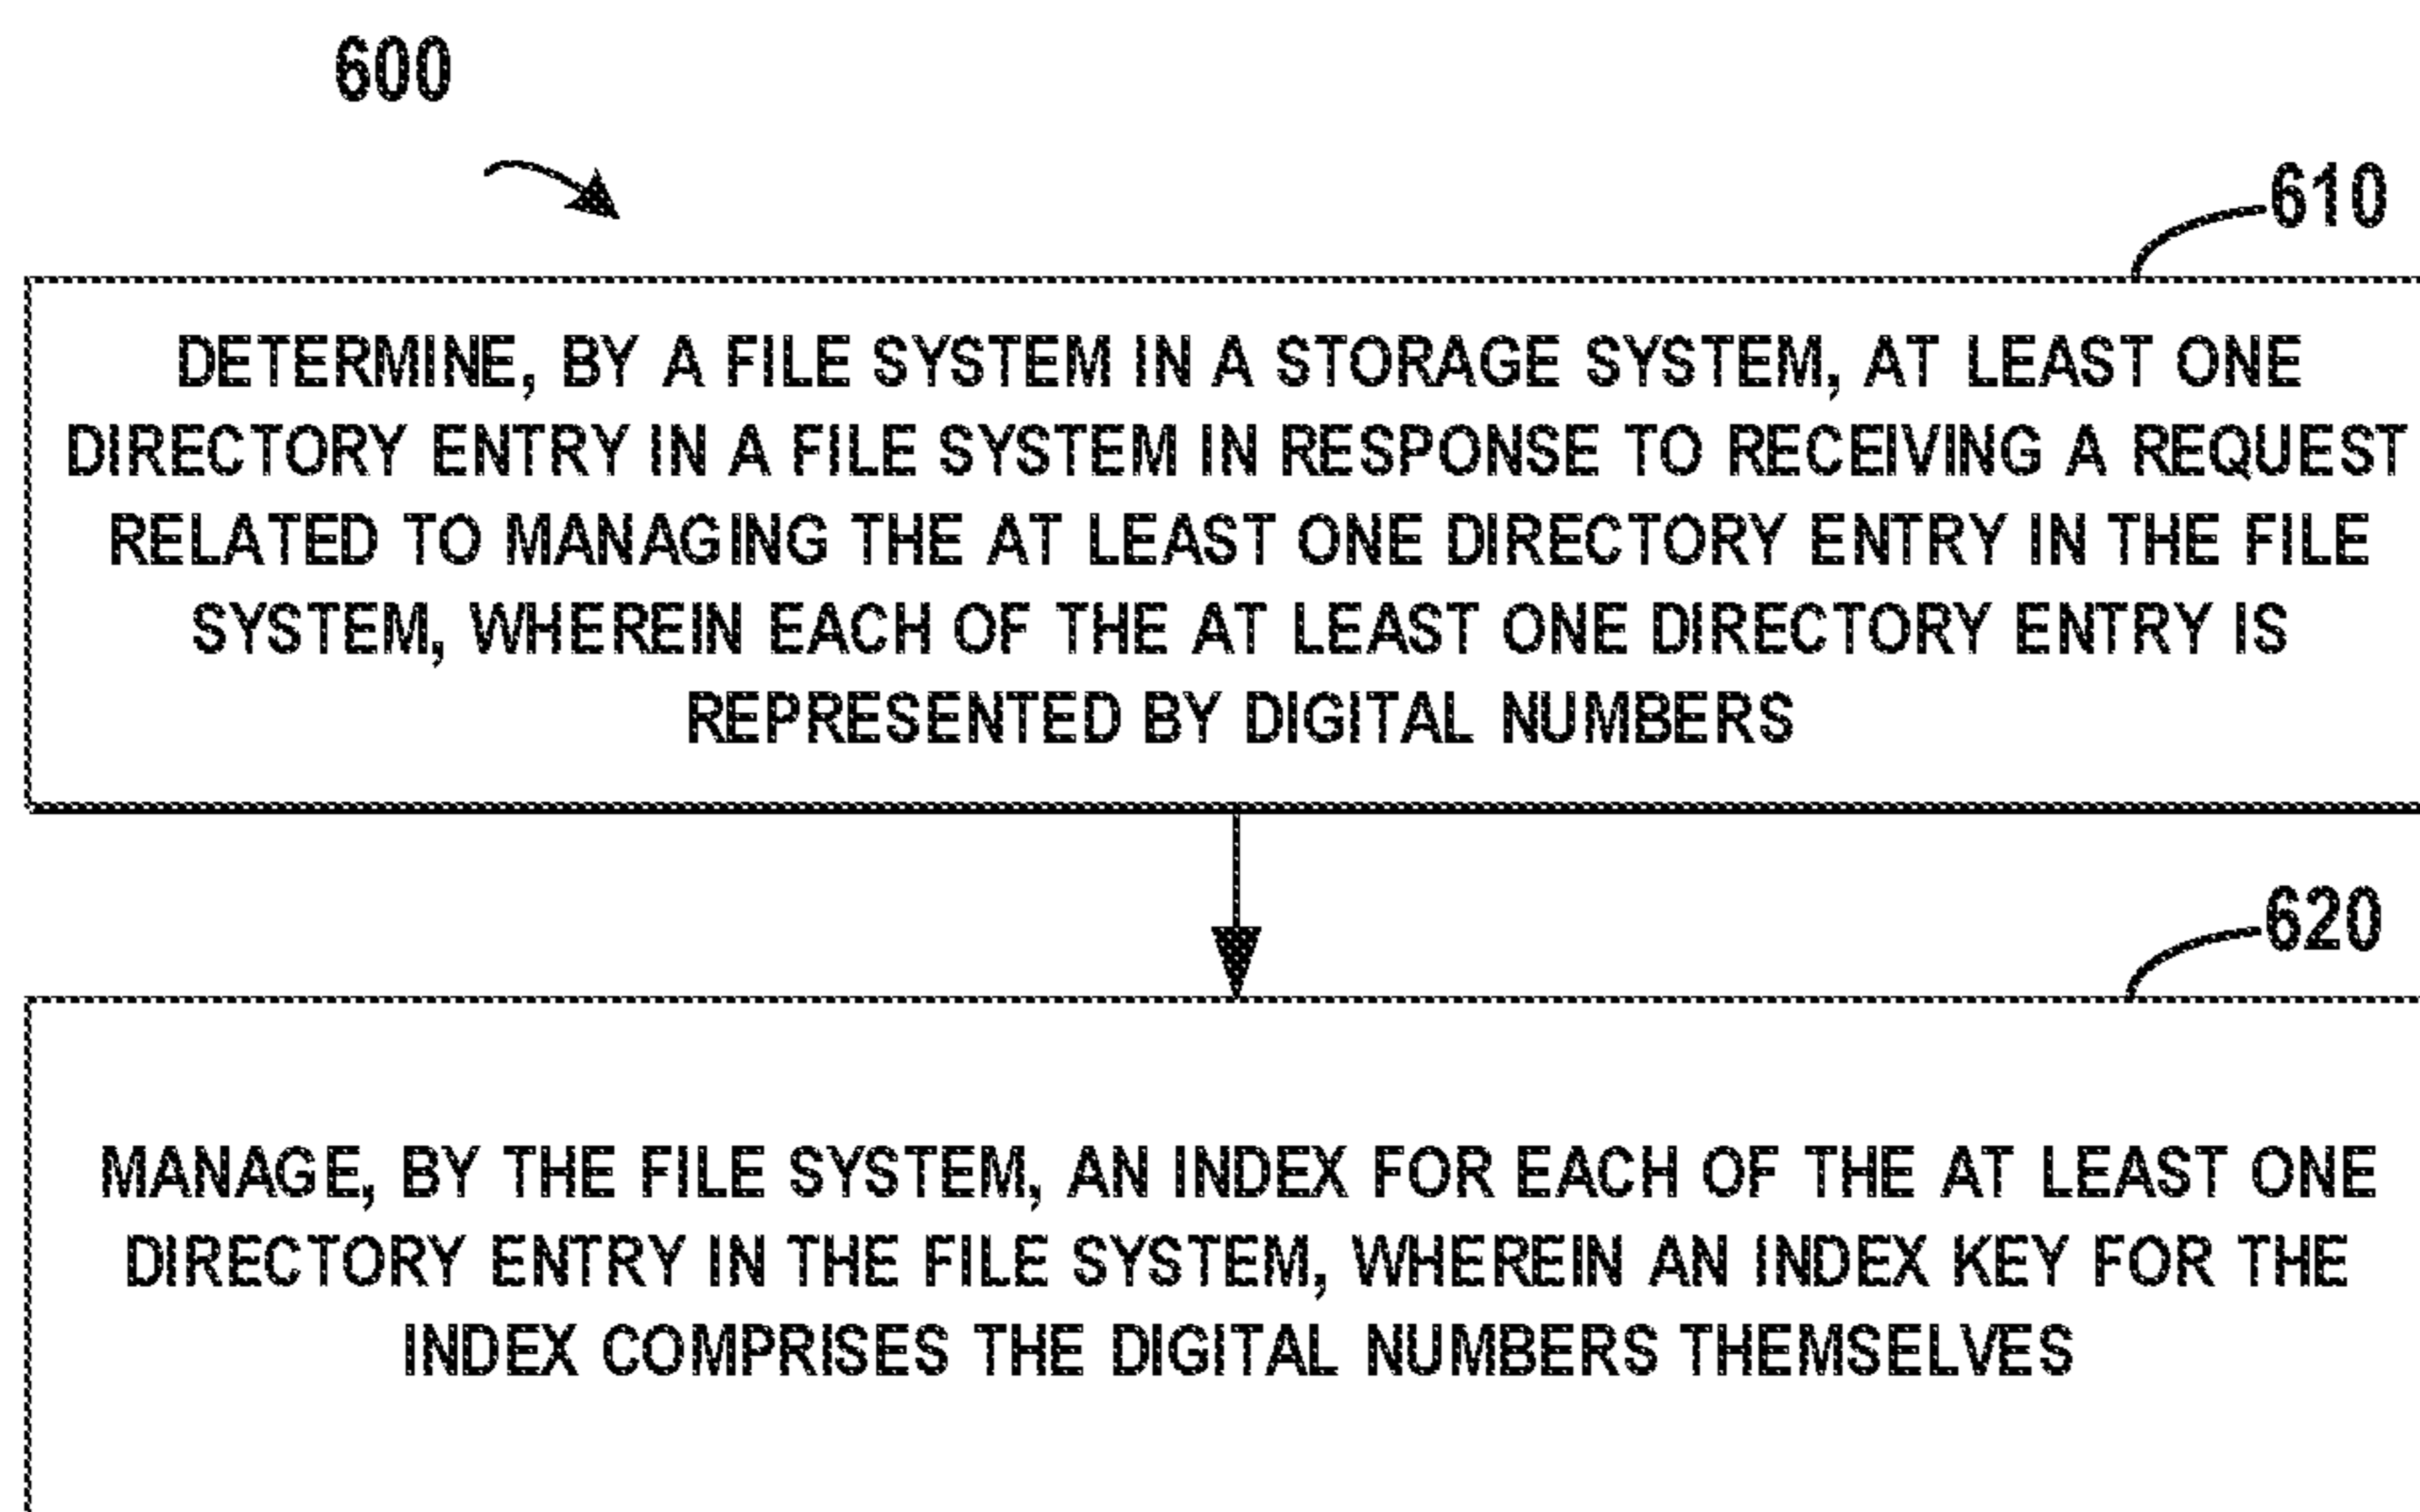 600
610
DETERMINE, BY A FILE SYSTEM IN A STORAGE SYSTEM, AT LEAST ONE
DIRECTORY ENTRY IN A FILE SYSTEM IN RESPONSE TO RECEIVING A REQUEST
RELATED TO MANAGING THE AT LEAST ONE DIRECTORY ENTRY IN THE FILE
SYSTEM, WHEREIN EACH OF THE AT LEAST ONE DIRECTORY ENTRY IS
REPRESENTED BY DIGITAL NUMBERS
620
MANAGE, BY THE FILE SYSTEM, AN INDEX FOR EACH OF THE AT LEAST ONE
DIRECTORY ENTRY IN THE FILE SYSTEM, WHEREIN AN INDEX KEY FOR THE
INDEX COMPRISES THE DIGITAL NUMBERS THEMSELVES